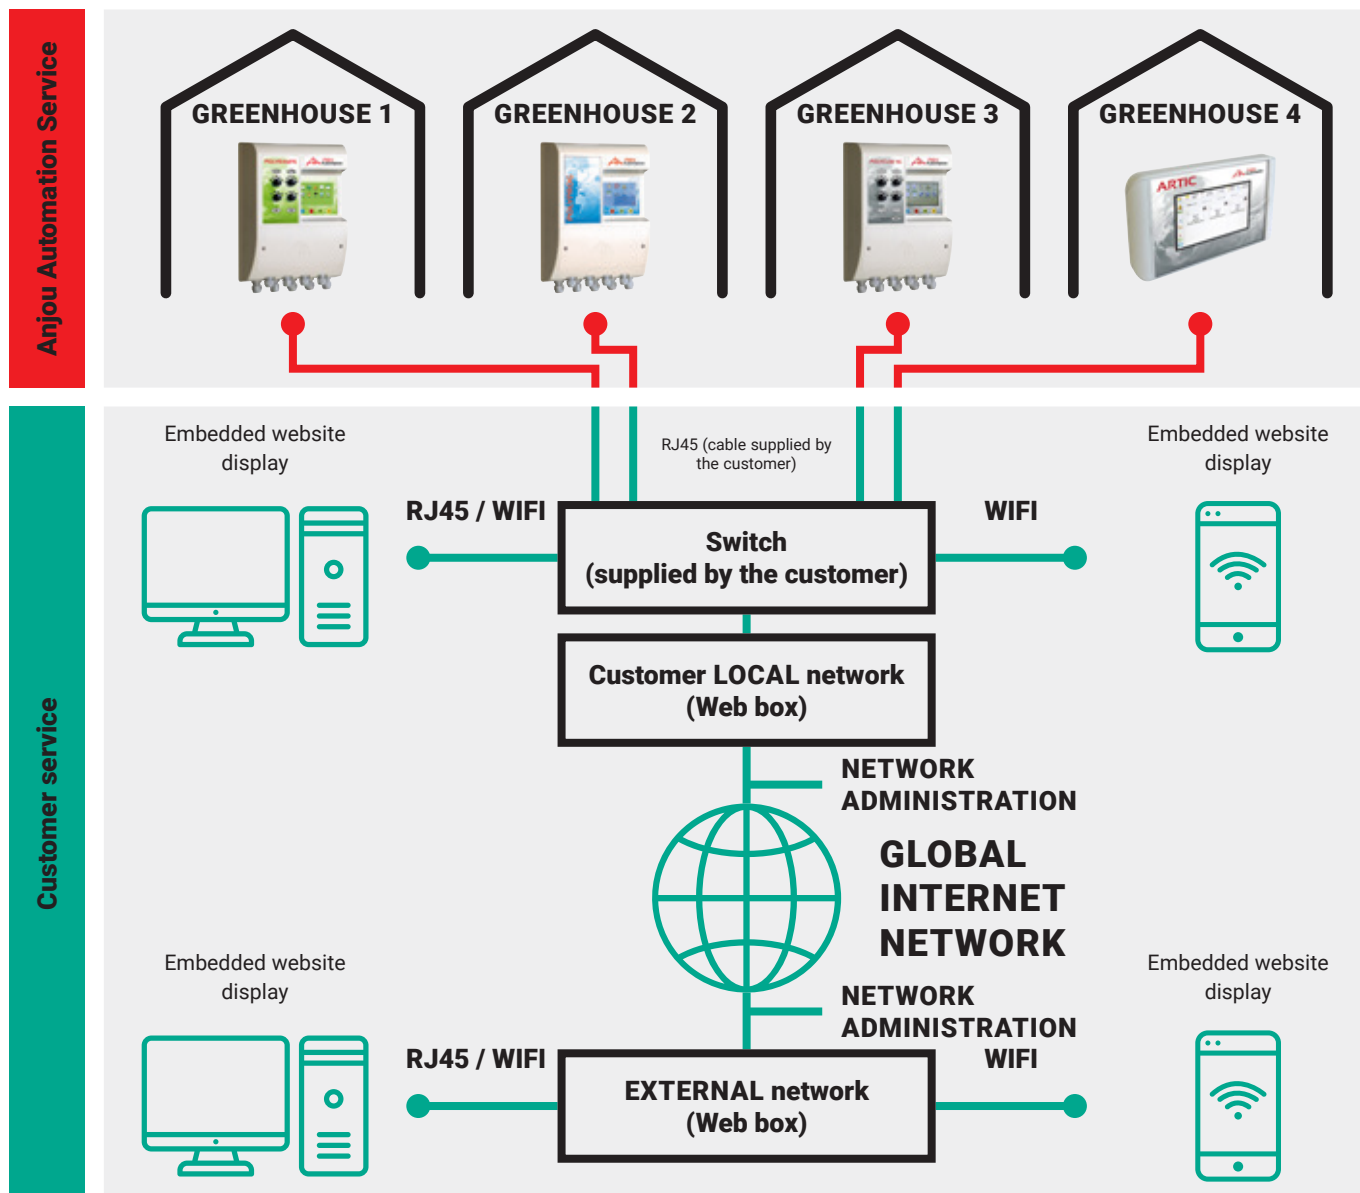 Anjou Automation Service
GREENHOUSE 1
GREENHOUSE 2
GREENHOUSE 3
GREENHOUSE 4
ARTIC
Customer service
Embedded website
display
RJ45 (cable supplied by
the customer)
Embedded website
display
RJ45 / WIFI
WIFI
Switch
(supplied by the customer)
Customer LOCAL network
(Web box)
NETWORK
ADMINISTRATION
GLOBAL
INTERNET
NETWORK
Embedded website
display
Embedded website
display
NETWORK
ADMINISTRATION
RJ45 / WIFI
WIFI
EXTERNAL network
(Web box)